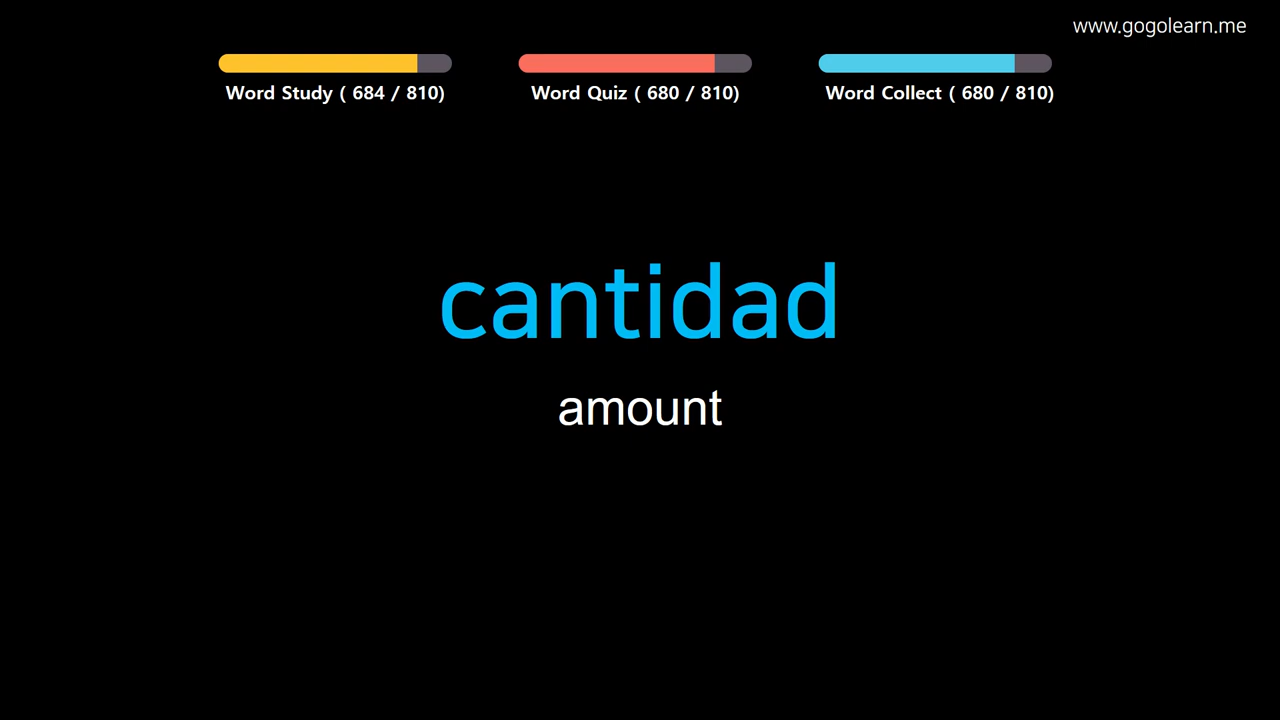 www.gogolearn.me
Word Study ( 684 / 810)
Word Quiz ( 680 / 810)
Word Collect ( 680 / 810)
cantidad
amount